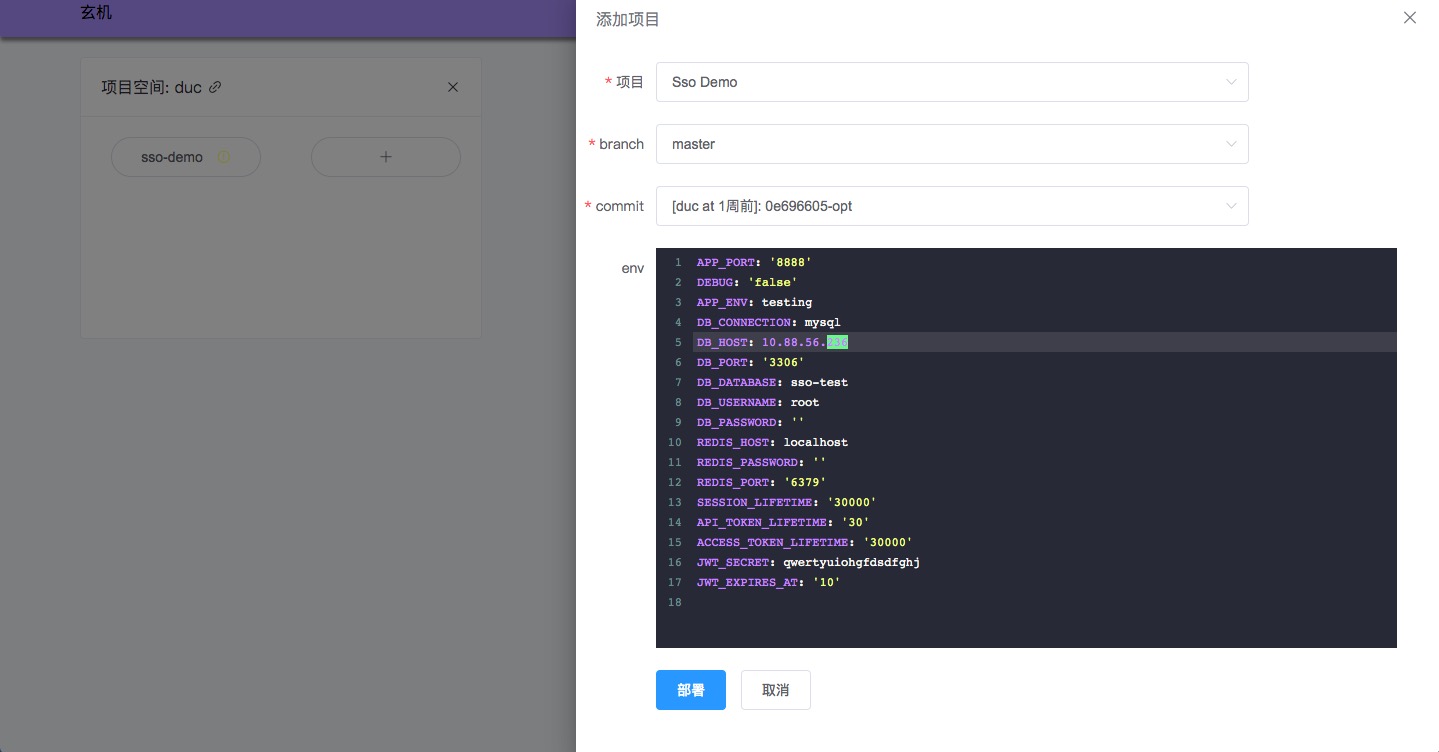 玄机
项目空间: duc
sso-demo
添加项目
* 项目 Sso Demo
* branch master
* commit [duc at 1周前]: 0e696605-opt
env
1 APP_PORT: '8888'
2 DEBUG: 'false'
3 APP_ENV: testing
4 DB_CONNECTION: mysql
5 DB_HOST: 10.88.56.236
6 DB_PORT: '3306'
7 DB_DATABASE: sso-test
8 DB_USERNAME: root
9 DB_PASSWORD: ''
10 REDIS_HOST: localhost
11 REDIS_PASSWORD: ''
12 REDIS_PORT: '6379'
13 SESSION_LIFETIME: '30000'
14 API_TOKEN_LIFETIME: '30'
15 ACCESS_TOKEN_LIFETIME: '30000'
16 JWT_SECRET: qwertyuiohgfdsdfghj
17 JWT_EXPIRES_AT: '10'
18
部署 取消